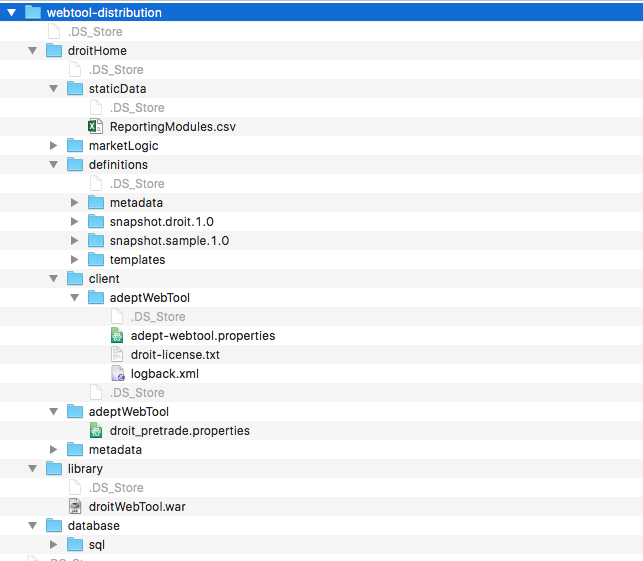 webtool-distribution
.DS_Store
droitHome
.DS_Store
staticData
.DS_Store
ReportingModules.csv
marketLogic
definitions
.DS_Store
metadata
snapshot.droit.1.0
snapshot.sample.1.0
templates
client
adeptWebTool
.DS_Store
adept-webtool.properties
droit-license.txt
logback.xml
.DS_Store
adeptWebTool
droit_pretrade.properties
metadata
library
.DS_Store
droitWebTool.war
database
sql
.DS_Store